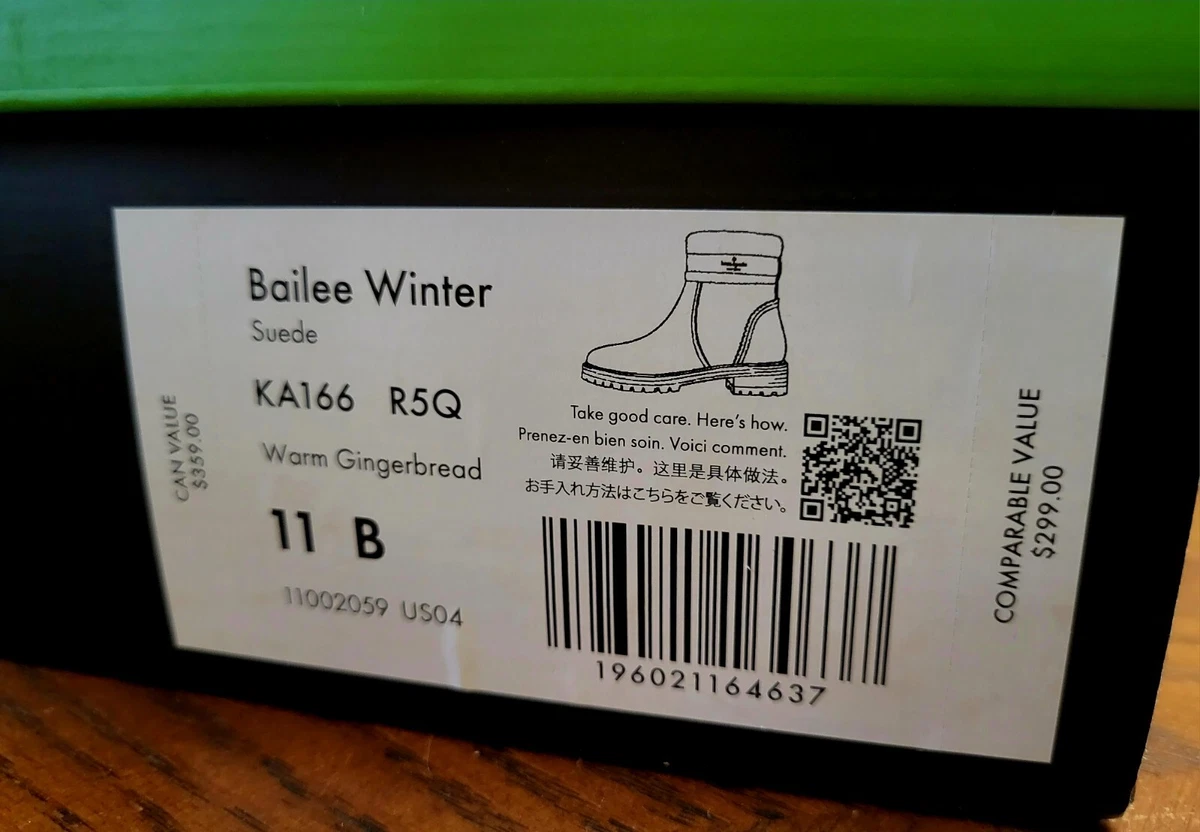 CAN VALUE
$359.00
Bailee Winter
Suede
KA166 R5Q
Warm Gingerbread
11 B
11002059 US04
Take good care. Here's how.
Prenez-en bien soin. Voici comment.
请妥善维护。这里是具体做法。
お手入れ方法はこちらをご覧ください。
196021164637
COMPARABLE VALUE
$299.00